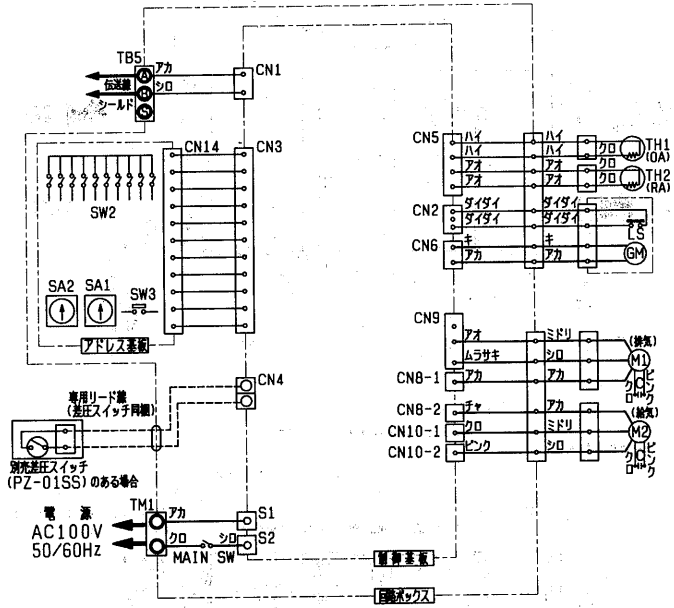 TB5
A
アカ
CN1
伝送線
B
シロ
シールド
S
CN14
CN3
SW2
SA2
SA1
SW3
アドレス基板
CN4
専用リード線
(差圧スイッチ同梱)
別売差圧スイッチ
(PZ-01SS)のある場合
電源
AC100V
50/60Hz
TM1
アカ
S1
クロ
シロ
S2
MAIN SW
CN5
ハイ
ハイ
ハイ
ハイ
クロ
TH1
(OA)
アオ
アオ
アオ
アオ
クロ
クロ
TH2
(RA)
CN2
ダイダイ
ダイダイ
ダイダイ
ダイダイ
LS
CN6
キ
キ
アカ
アカ
GM
CN9
アオ
ミドリ
(排気)
ムラサキ
シロ
M1
CN8-1
アカ
アカ
クロ
ピンク
CN8-2
チャ
アカ
(給気)
CN10-1
クロ
ミドリ
M2
CN10-2
ピンク
シロ
クロ
ピンク
制御基板
回路ボックス